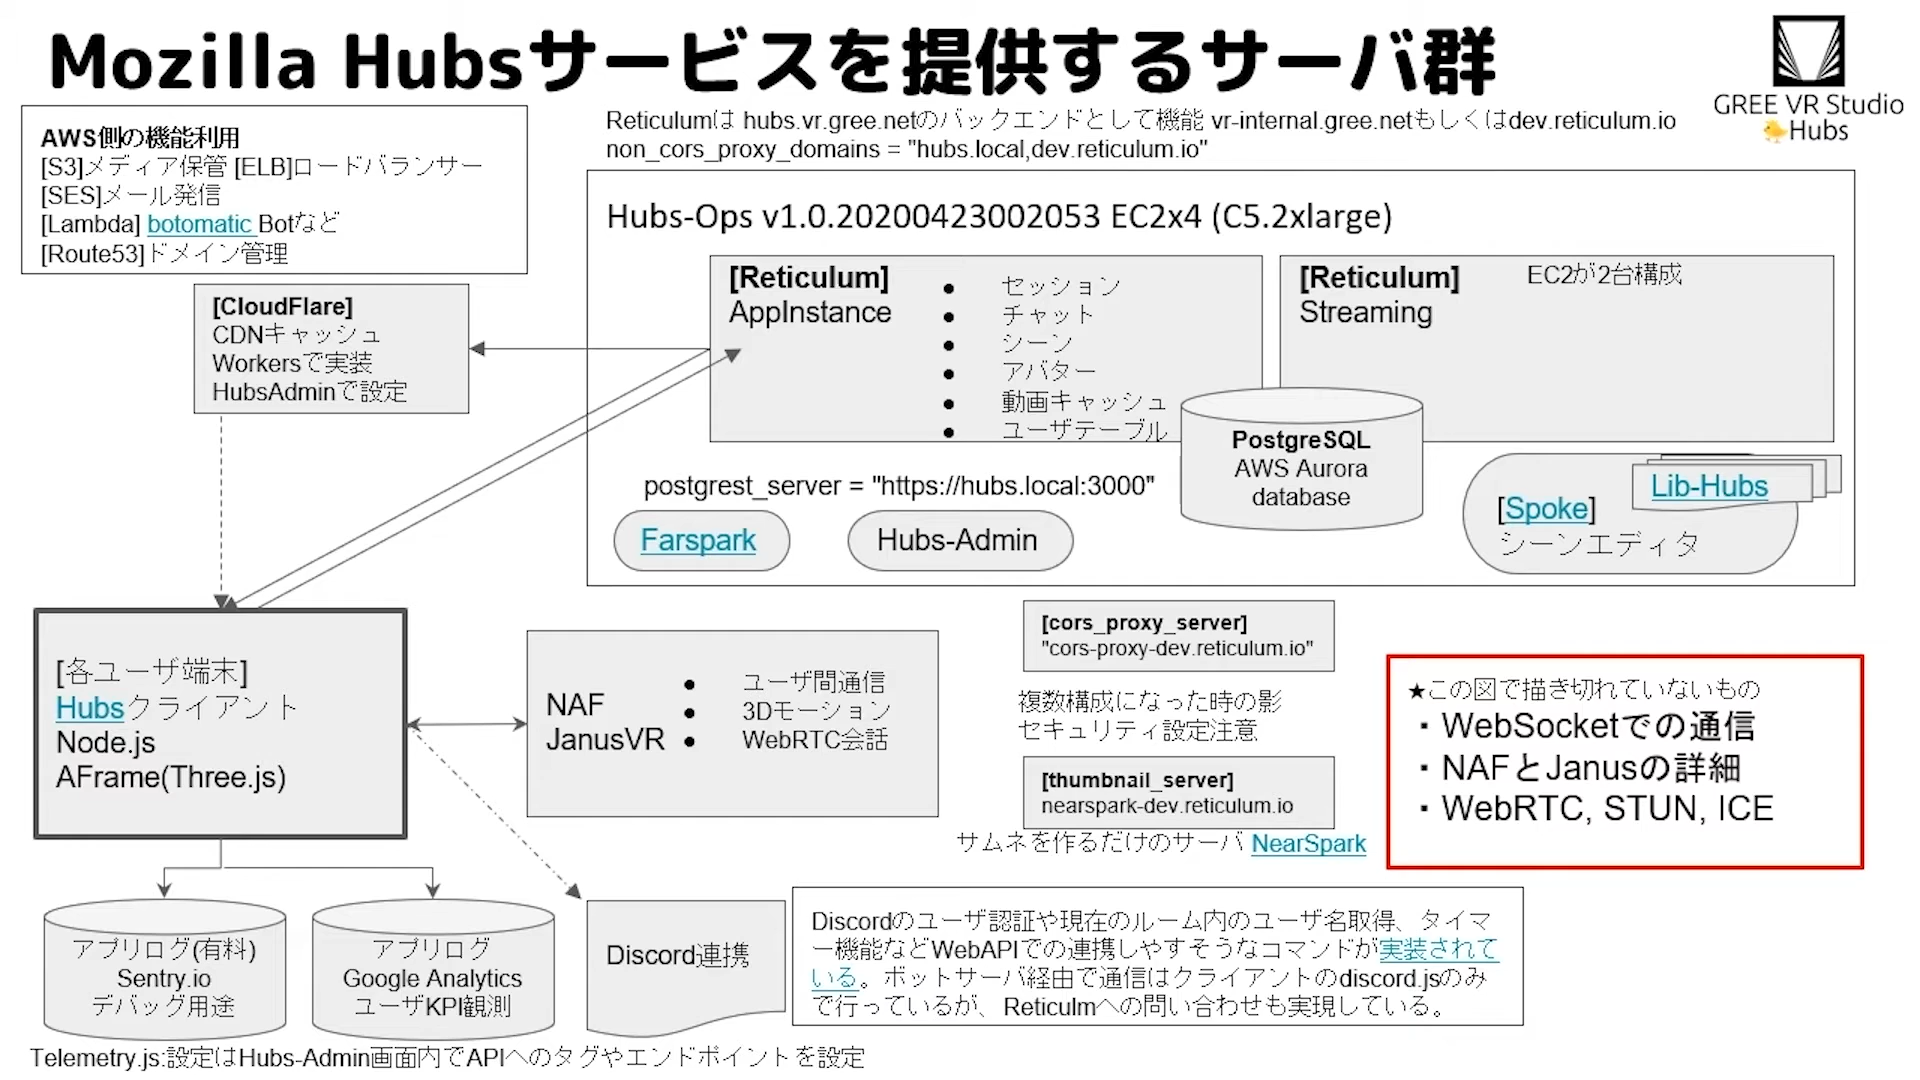 Mozilla Hubsサービスを提供するサーバ群
GREE VR Studio
Hubs
AWS側の機能利用
[S3]メディア保管 [ELB]ロードバランサー
[SES]メール発信
[Lambda] botomatic Botなど
[Route53]ドメイン管理
Reticulumは hubs.vr.gree.netのバックエンドとして機能 vr-internal.gree.netもしくはdev.reticulum.io
non_cors_proxy_domains = "hubs.local,dev.reticulum.io"
Hubs-Ops v1.0.20200423002053 EC2x4 (C5.2xlarge)
[CloudFlare]
CDNキャッシュ
Workersで実装
HubsAdminで設定
[Reticulum]
AppInstance
● セッション
● チャット
● シーン
● アバター
● 動画キャッシュ
● ユーザテーブル
[Reticulum]
Streaming
EC2が2台構成
PostgreSQL
AWS Aurora
database
postgrest_server = "https://hubs.local:3000"
Farspark
Hubs-Admin
[Spoke]
シーンエディタ
Lib-Hubs
[各ユーザ端末]
Hubsクライアント
Node.js
AFrame(Three.js)
NAF
JanusVR
● ユーザ間通信
● 3Dモーション
● WebRTC会話
[cors_proxy_server]
"cors-proxy-dev.reticulum.io"
複数構成になった時の影
セキュリティ設定注意
[thumbnail_server]
nearspark-dev.reticulum.io
サムネを作るだけのサーバ NearSpark
★この図で描き切れていないもの
・WebSocketでの通信
・NAFとJanusの詳細
・WebRTC, STUN, ICE
アプリログ(有料)
Sentry.io
デバッグ用途
アプリログ
Google Analytics
ユーザKPI観測
Discord連携
Discordのユーザ認証や現在のルーム内のユーザ名取得、タイマ
ー機能などWebAPIでの連携しやすそうなコマンドが実装されて
いる。ボットサーバ経由で通信はクライアントのdiscord.jsのみ
で行っているが、Reticulmへの問い合わせも実現している。
Telemetry.js:設定はHubs-Admin画面内でAPIへのタグやエンドポイントを設定